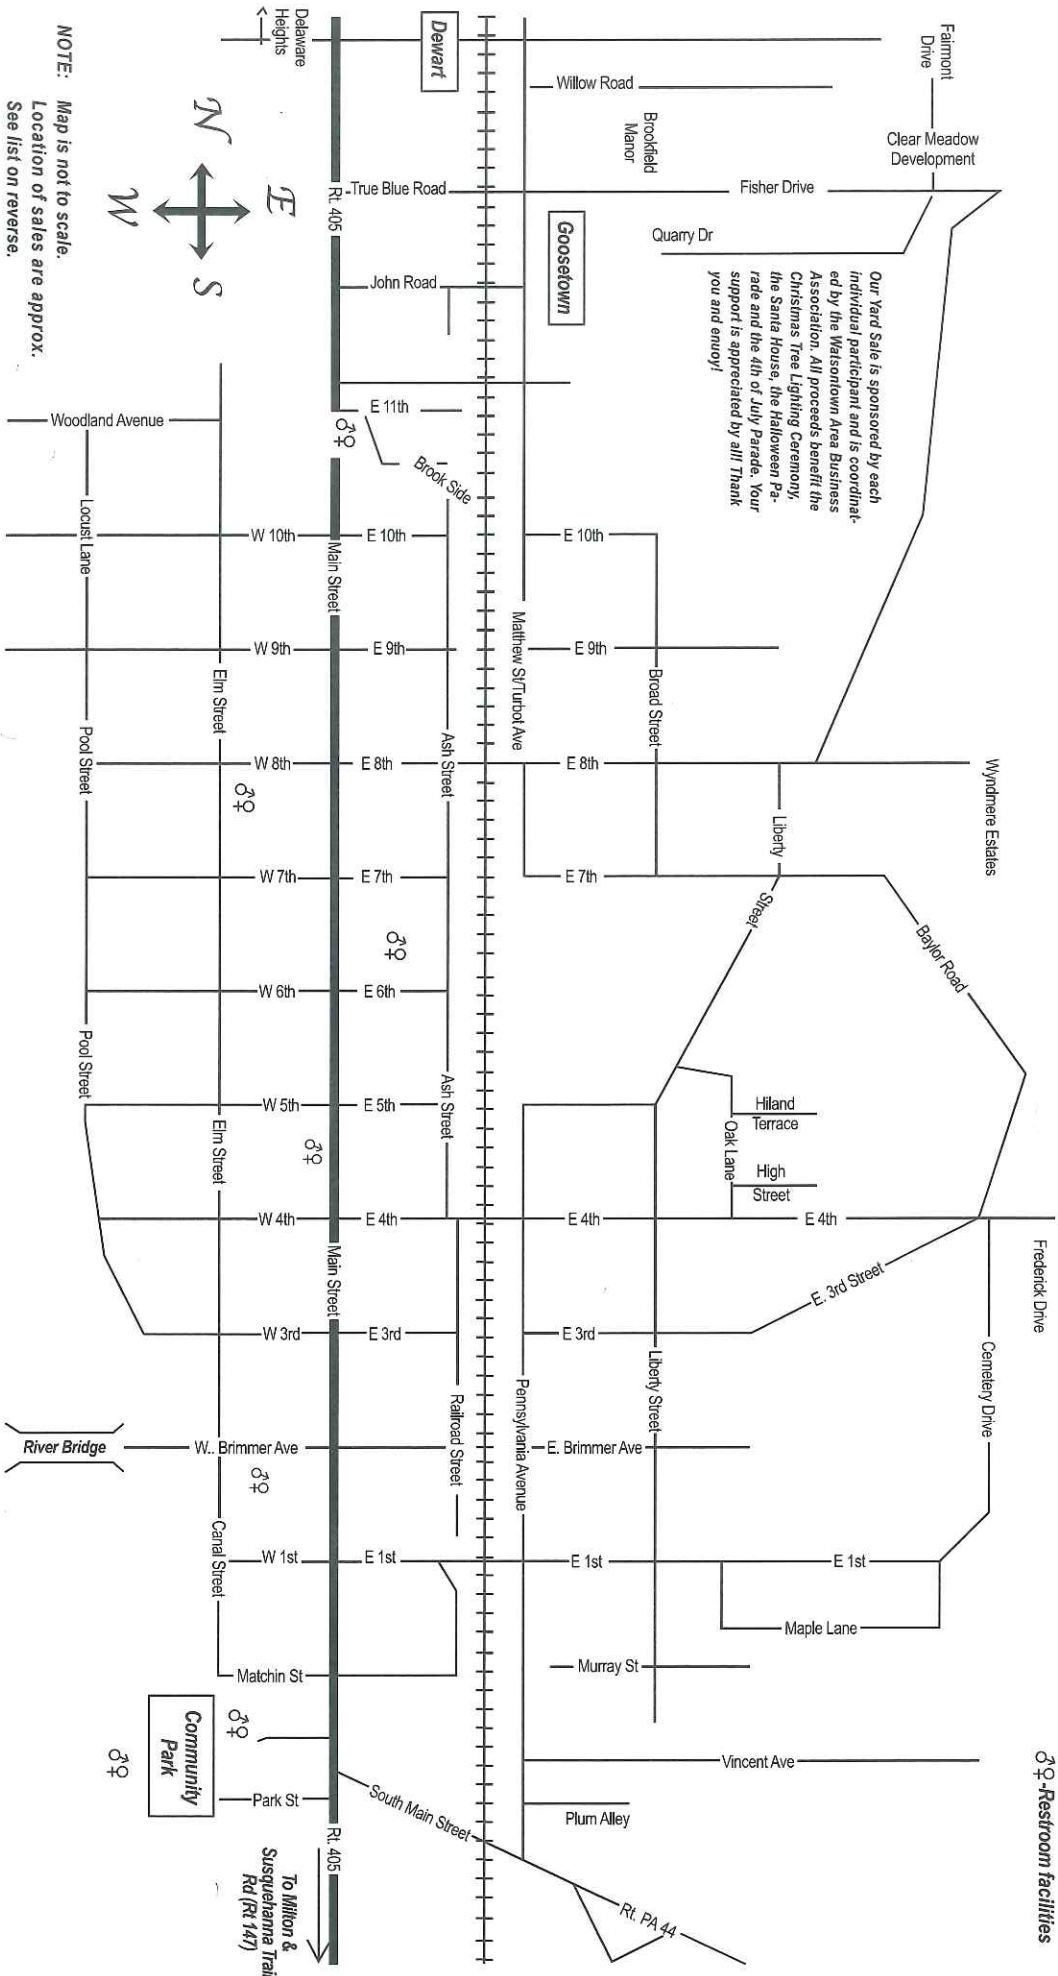 Delaware
Heights
Dewart
Fairmont
Drive
Willow Road
Brookfield
Manor
Clear Meadow
Development
True Blue Road
Fisher Drive
Rt. 405
Goosetown
Quarry Dr
N
E
W
S
NOTE: Map is not to scale.
Location of sales are approx.
See list on reverse.
John Road
Our Yard Sale is sponsored by each
individual participant and is coordinat-
ed by the Watsontown Area Business
Association. All proceeds benefit the
Christmas Tree Lighting Ceremony,
the Santa House, the Halloween Pa-
rade and the 4th of July Parade. Your
support is appreciated by all! Thank
you and enuoy!
E 11th
Woodland Avenue
Brook Side
Locust Lane
W 10th
E 10th
E 10th
Main Street
W 9th
E 9th
E 9th
Matthew St/Turbot Ave
Broad Street
Elm Street
Pool Street
Ash Street
W 8th
E 8th
E 8th
Wyndmere Estates
Liberty
Street
W 7th
E 7th
E 7th
Baylor Road
W 6th
E 6th
Pool Street
W 5th
E 5th
Ash Street
Elm Street
Hiland
Terrace
Oak Lane
High
Street
W 4th
E 4th
E 4th
E 4th
Frederick Drive
Main Street
E. 3rd Street
W 3rd
E 3rd
E 3rd
Liberty Street
Cemetery Drive
Pennsylvania Avenue
Railroad Street
River Bridge
W.. Brimmer Ave
E. Brimmer Ave
Canal Street
W 1st
E 1st
E 1st
E 1st
Maple Lane
Matchin St
Murray St
Community
Park
Vincent Ave
Park St
South Main Street
Plum Alley
Rt. 405
Rt. PA 44
To Milton &
Susquehanna Trail
Rd (Rt 147)
♂♀-Restroom facilities